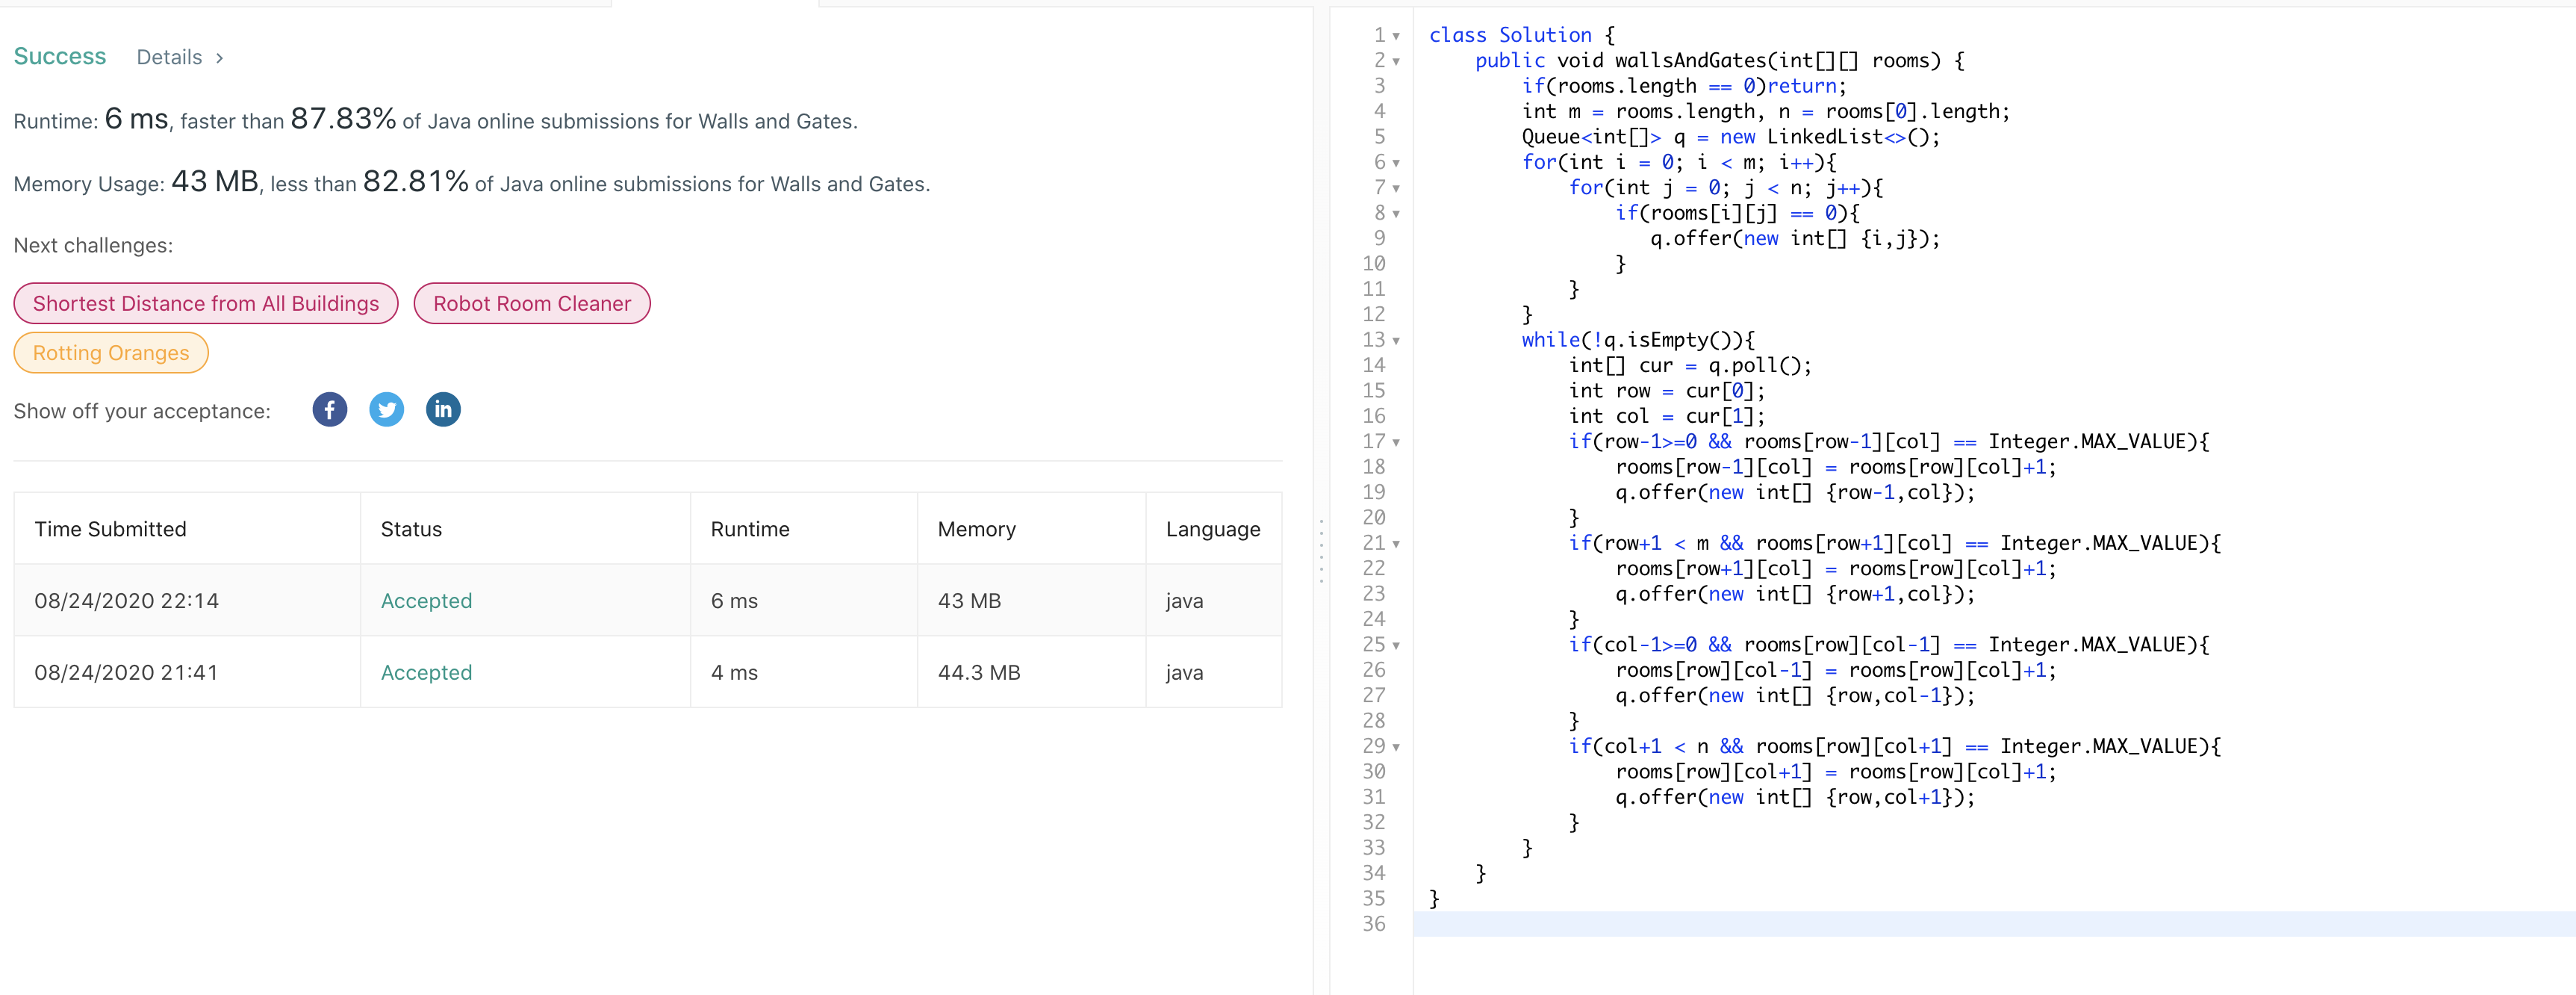 Success Details >
Runtime: 6 ms, faster than 87.83% of Java online submissions for Walls and Gates.
Memory Usage: 43 MB, less than 82.81% of Java online submissions for Walls and Gates.
Next challenges:
Shortest Distance from All Buildings Robot Room Cleaner
Rotting Oranges
Show off your acceptance: f in
Time Submitted Status Runtime Memory Language
08/24/2020 22:14 Accepted 6 ms 43 MB java
08/24/2020 21:41 Accepted 4 ms 44.3 MB java
1 class Solution {
2 public void wallsAndGates(int[][] rooms) {
3 if(rooms.length == 0)return;
4 int m = rooms.length, n = rooms[0].length;
5 Queue<int[]> q = new LinkedList<>();
6 for(int i = 0; i < m; i++){
7 for(int j = 0; j < n; j++){
8 if(rooms[i][j] == 0){
9 q.offer(new int[] {i,j});
10 }
11 }
12 }
13 while(!q.isEmpty()){
14 int[] cur = q.poll();
15 int row = cur[0];
16 int col = cur[1];
17 if(row-1>=0 && rooms[row-1][col] == Integer.MAX_VALUE){
18 rooms[row-1][col] = rooms[row][col]+1;
19 q.offer(new int[] {row-1,col});
20 }
21 if(row+1 < m && rooms[row+1][col] == Integer.MAX_VALUE){
22 rooms[row+1][col] = rooms[row][col]+1;
23 q.offer(new int[] {row+1,col});
24 }
25 if(col-1>=0 && rooms[row][col-1] == Integer.MAX_VALUE){
26 rooms[row][col-1] = rooms[row][col]+1;
27 q.offer(new int[] {row,col-1});
28 }
29 if(col+1 < n && rooms[row][col+1] == Integer.MAX_VALUE){
30 rooms[row][col+1] = rooms[row][col]+1;
31 q.offer(new int[] {row,col+1});
32 }
33 }
34 }
35 }
36